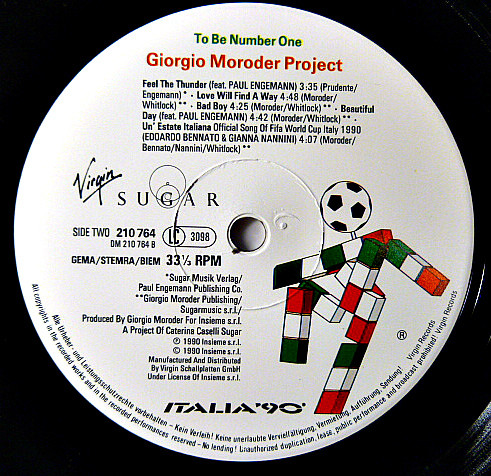 To Be Number One
Giorgio Moroder Project
Feel The Thunder (feat. PAUL ENGEMANN) 3:35 (Prudente/
Engemann) * · Love Will Find A Way 4:48 (Moroder/
Whitlock) ** · Bad Boy 4:25 (Moroder/Whitlock) ** · Beautiful
Day (feat. PAUL ENGEMANN) 4:42 (Moroder/Whitlock) ** ·
Un' Estate Italiana Official Song Of Fifa World Cup Italy 1990
(EDOARDO BENNATO & GIANNA NANNINI) 4:07 (Moroder/
Bennato/Nannini/Whitlock) **
Virgin
SUGAR
SIDE TWO 210 764
DM 210 764 B
LC 3098
GEMA/STEMRA/BIEM 33⅓ RPM
*Sugar Musik Verlag/
Paul Engemann Publishing Co.
**Giorgio Moroder Publishing/
Sugarmusic s.r.l./
Produced By Giorgio Moroder For Insieme s.r.l.
A Project Of Caterina Caselli Sugar
℗ 1990 Insieme s.r.l.
© 1990 Insieme s.r.l.
Manufactured And Distributed
By Virgin Schallplatten GmbH
Under License Of Insieme s.r.l.
®
ITALIA'90
Alle Urheber- und Leistungsschutzrechte vorbehalten – Kein Verleih! Keine unerlaubte Vervielfältigung, Vermietung, Aufführung, Sendung! Virgin Records
All copyrights in the recorded works and in the recorded performances reserved – No lending! Unauthorized duplication, lease, public performance and broadcast prohibited! Virgin Records